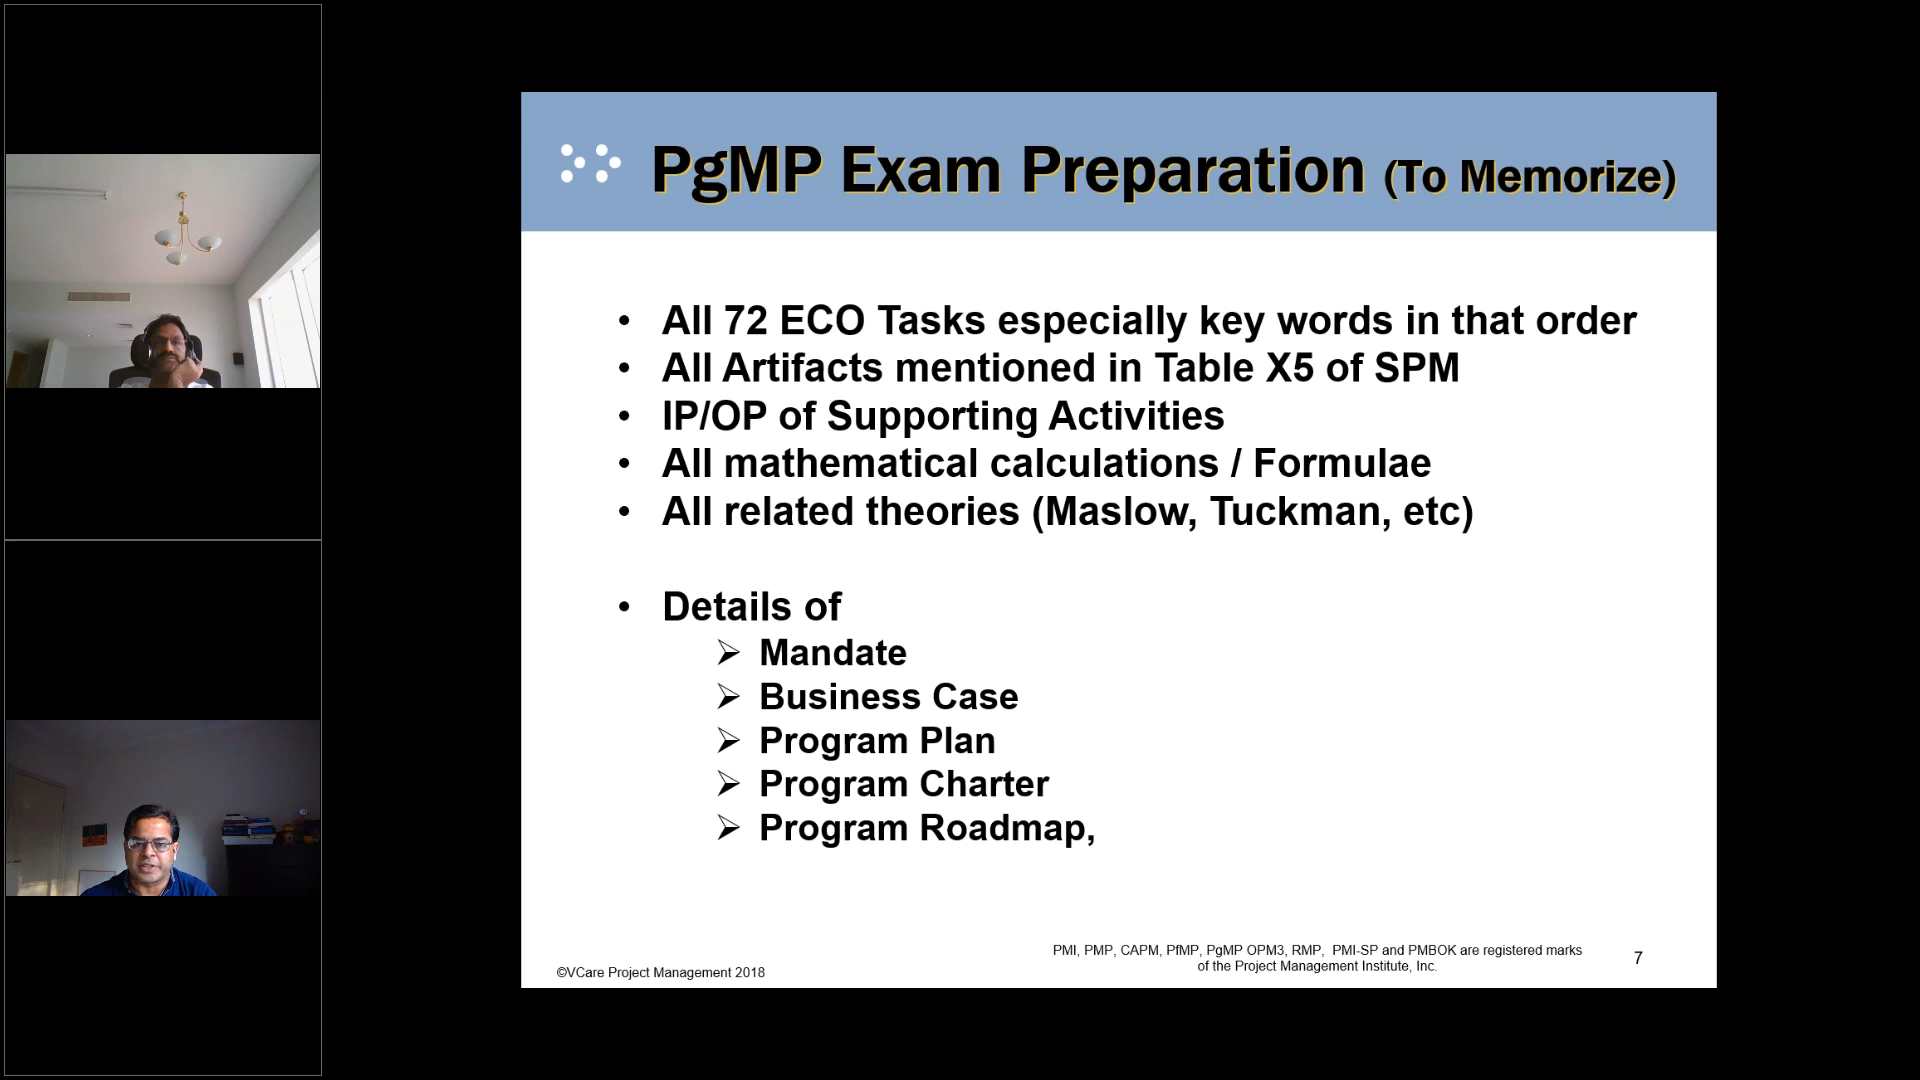 PgMP Exam Preparation (To Memorize)
• All 72 ECO Tasks especially key words in that order
• All Artifacts mentioned in Table X5 of SPM
• IP/OP of Supporting Activities
• All mathematical calculations / Formulae
• All related theories (Maslow, Tuckman, etc)
• Details of
➢ Mandate
➢ Business Case
➢ Program Plan
➢ Program Charter
➢ Program Roadmap,
©VCare Project Management 2018
PMI, PMP, CAPM, PfMP, PgMP OPM3, RMP, PMI-SP and PMBOK are registered marks
of the Project Management Institute, Inc.
7